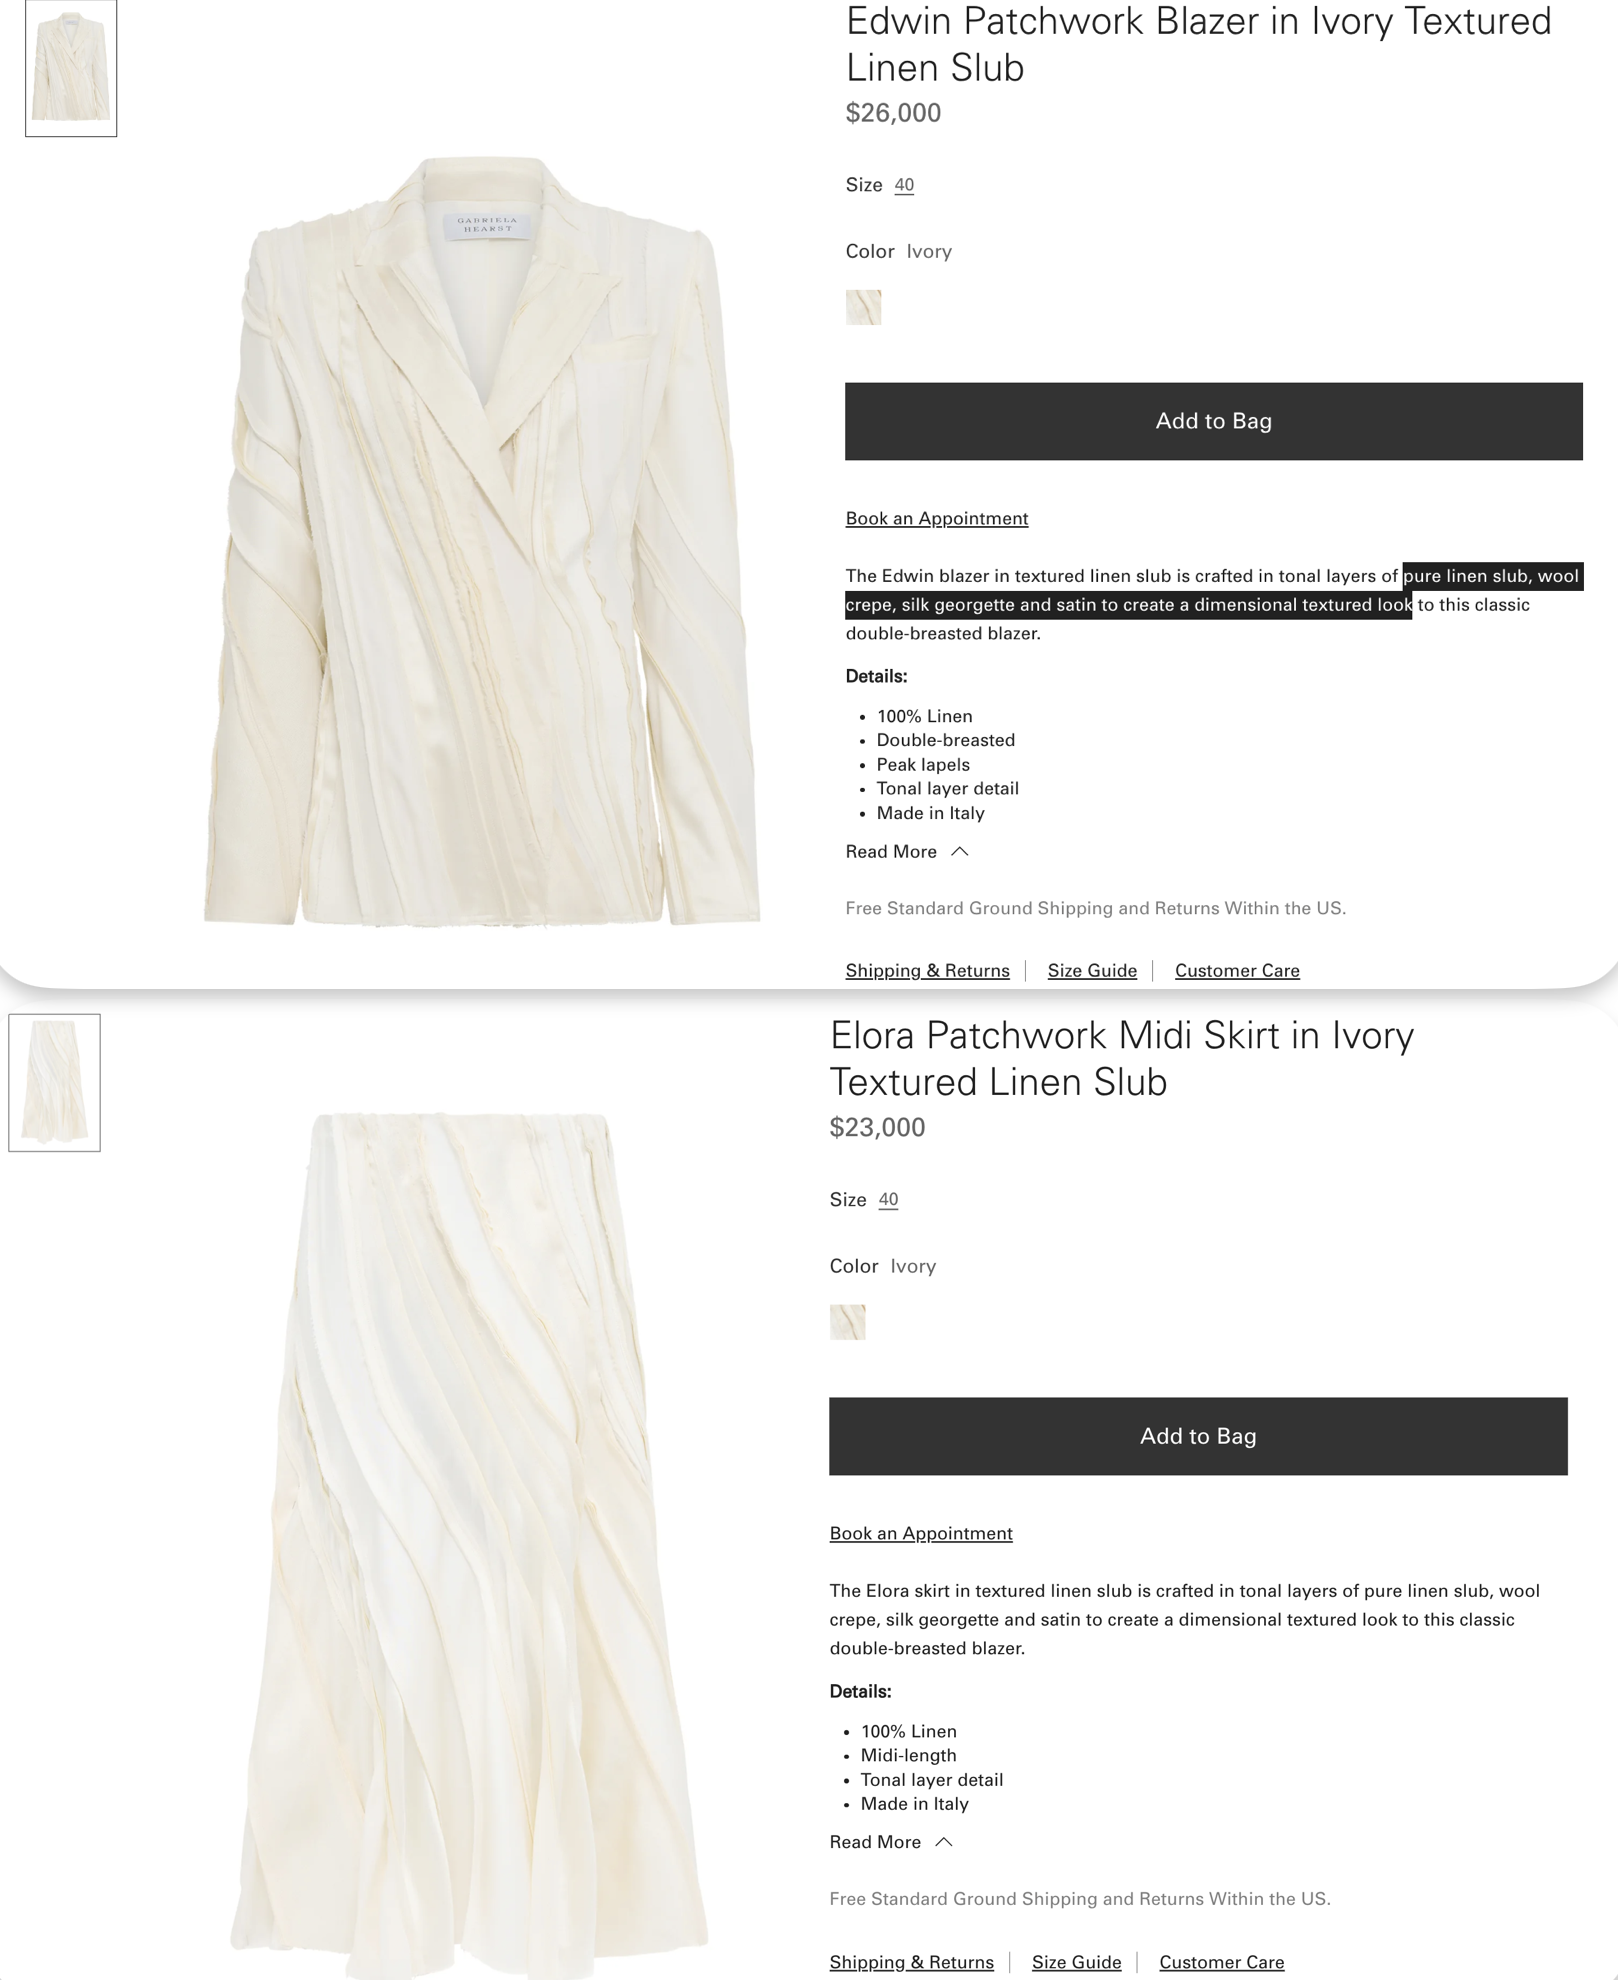 Edwin Patchwork Blazer in Ivory Textured
Linen Slub
$26,000
GABRIELA
HEARST
Size 40
Color Ivory
Add to Bag
Book an Appointment
The Edwin blazer in textured linen slub is crafted in tonal layers of pure linen slub, wool
crepe, silk georgette and satin to create a dimensional textured look to this classic
double-breasted blazer.
Details:
• 100% Linen
• Double-breasted
• Peak lapels
• Tonal layer detail
• Made in Italy
Read More
Free Standard Ground Shipping and Returns Within the US.
Shipping & Returns | Size Guide | Customer Care
Elora Patchwork Midi Skirt in Ivory
Textured Linen Slub
$23,000
Size 40
Color Ivory
Add to Bag
Book an Appointment
The Elora skirt in textured linen slub is crafted in tonal layers of pure linen slub, wool
crepe, silk georgette and satin to create a dimensional textured look to this classic
double-breasted blazer.
Details:
• 100% Linen
• Midi-length
• Tonal layer detail
• Made in Italy
Read More
Free Standard Ground Shipping and Returns Within the US.
Shipping & Returns | Size Guide | Customer Care